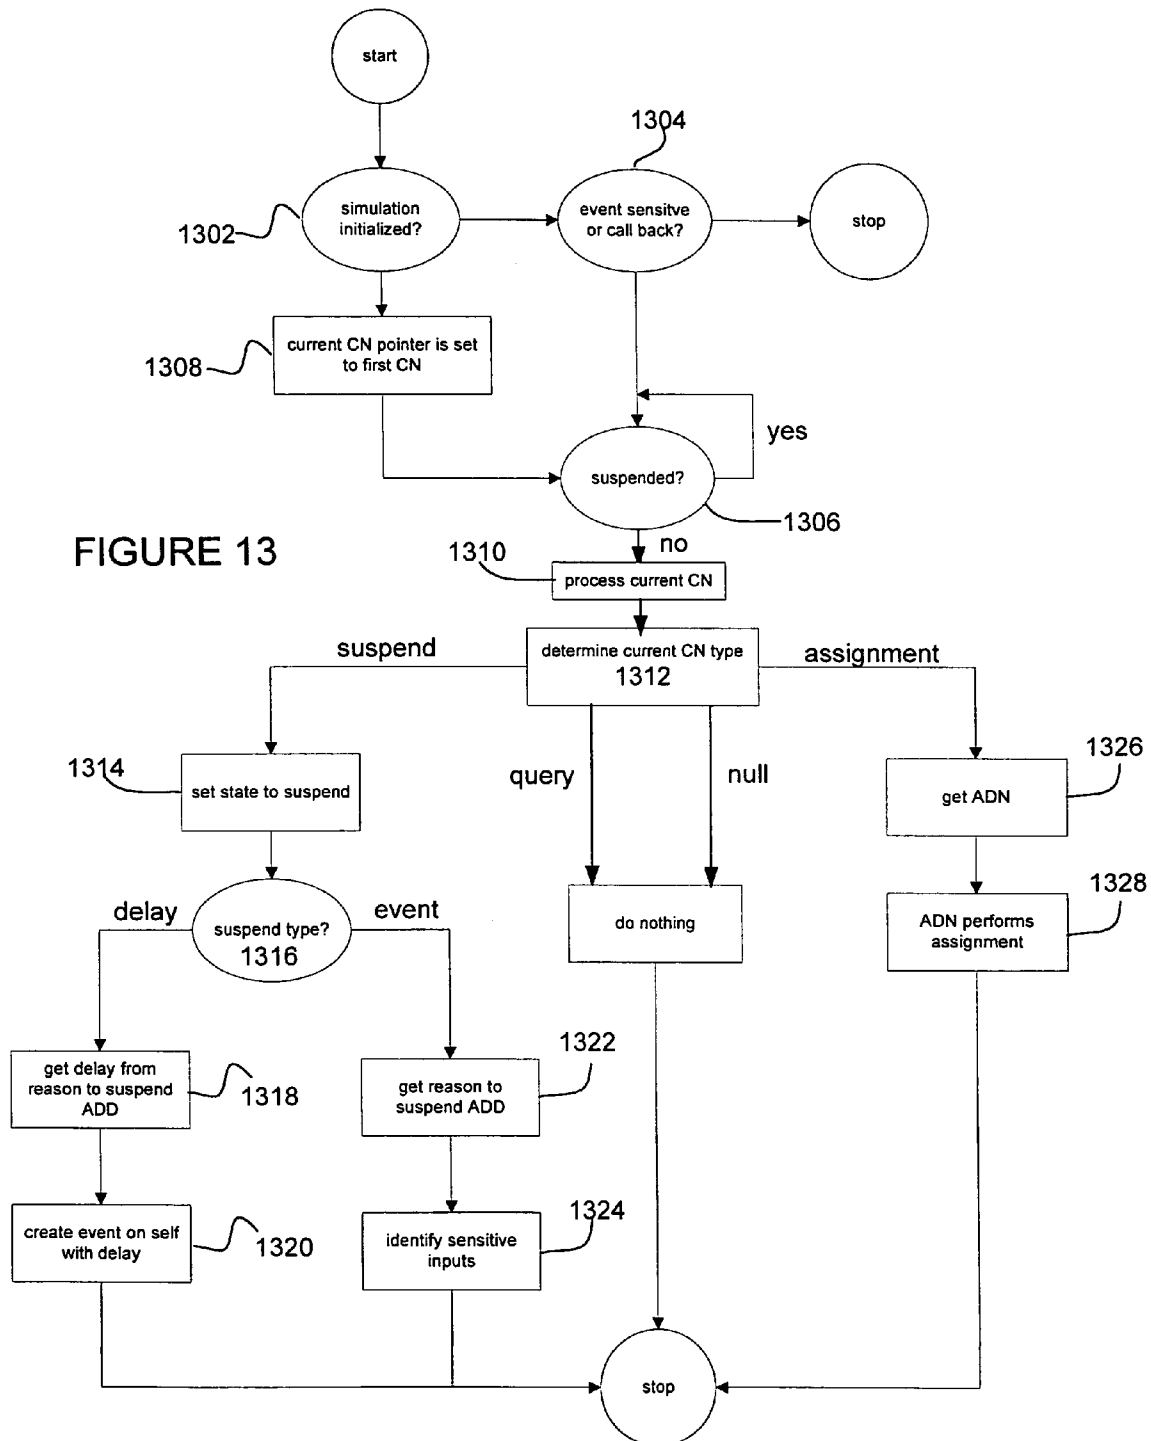 start
1304
simulation
initialized?
event sensitve
or call back?
stop
1302
current CN pointer is set
to first CN
1308
yes
suspended?
1306
FIGURE 13
no
1310
process current CN
suspend
determine current CN type
1312
assignment
1314
set state to suspend
query
null
1326
get ADN
delay
event
suspend type?
1316
do nothing
1328
ADN performs
assignment
get delay from
reason to suspend
ADD
1318
1322
get reason to
suspend ADD
create event on self
with delay
1320
1324
identify sensitive
inputs
stop